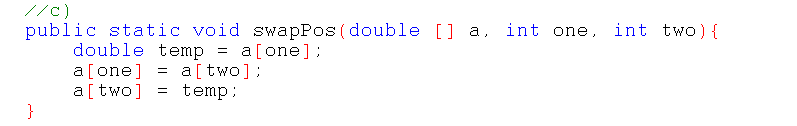 //c)
public static void swapPos(double [] a, int one, int two){
    double temp = a[one];
    a[one] = a[two];
    a[two] = temp;
}